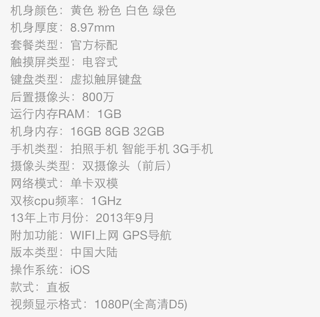 机身颜色：黄色 粉色 白色 绿色
机身厚度：8.97mm
套餐类型：官方标配
触摸屏类型：电容式
键盘类型：虚拟触屏键盘
后置摄像头：800万
运行内存RAM：1GB
机身内存：16GB 8GB 32GB
手机类型：拍照手机 智能手机 3G手机
摄像头类型：双摄像头（前后）
网络模式：单卡双模
双核cpu频率：1GHz
13年上市月份：2013年9月
附加功能：WIFI上网 GPS导航
版本类型：中国大陆
操作系统：iOS
款式：直板
视频显示格式：1080P(全高清D5)